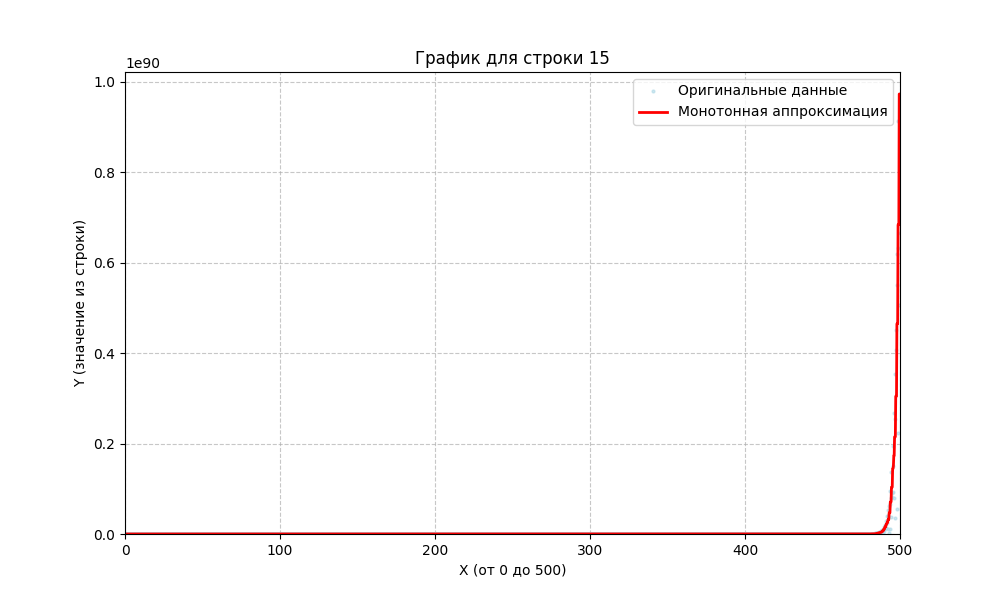 График для строки 15
1e90
Оригинальные данные
Монотонная аппроксимация
1.0
0.8
0.6
0.4
0.2
0.0
Y (значение из строки)
0 100 200 300 400 500
X (от 0 до 500)